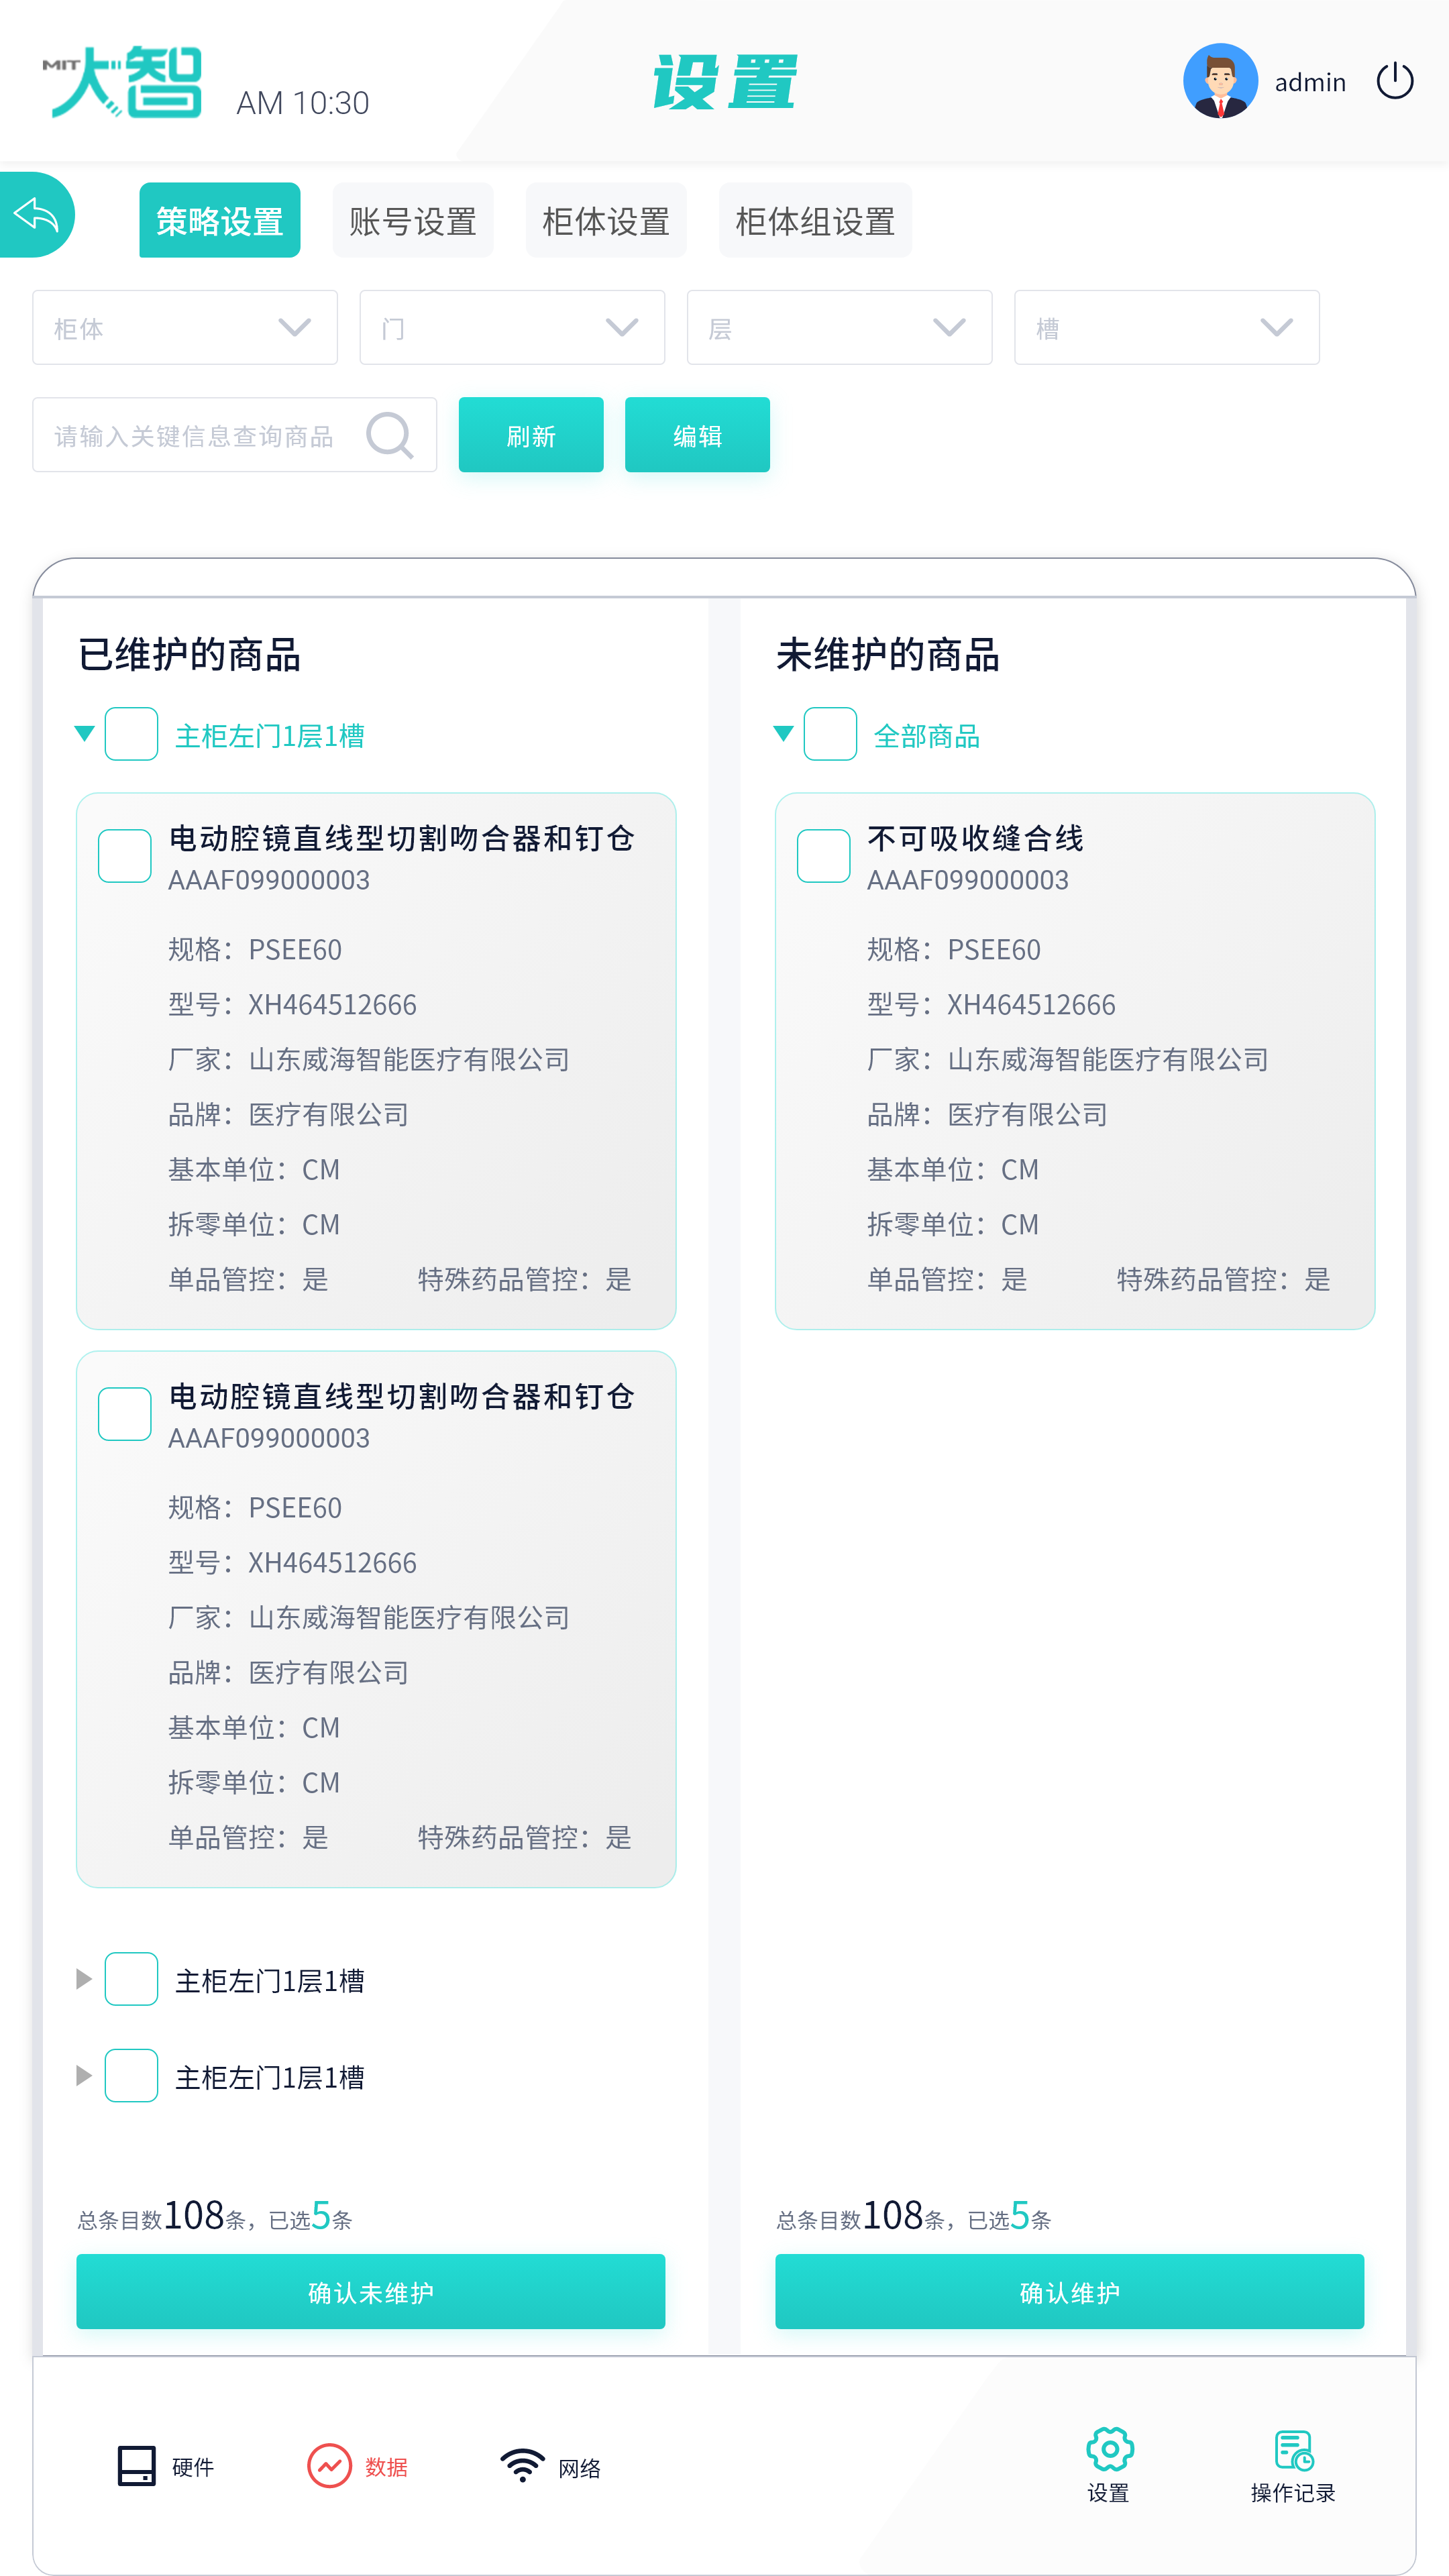 MIT大智
AM 10:30
设置
admin
策略设置 账号设置 柜体设置 柜体组设置
柜体 门 层 槽
请输入关键信息查询商品 刷新 编辑
已维护的商品
主柜左门1层1槽
电动腔镜直线型切割吻合器和钉仓
AAAF099000003
规格：PSEE60
型号：XH464512666
厂家：山东威海智能医疗有限公司
品牌：医疗有限公司
基本单位：CM
拆零单位：CM
单品管控：是 特殊药品管控：是
电动腔镜直线型切割吻合器和钉仓
AAAF099000003
规格：PSEE60
型号：XH464512666
厂家：山东威海智能医疗有限公司
品牌：医疗有限公司
基本单位：CM
拆零单位：CM
单品管控：是 特殊药品管控：是
主柜左门1层1槽
主柜左门1层1槽
总条目数108条，已选5条
确认未维护
未维护的商品
全部商品
不可吸收缝合线
AAAF099000003
规格：PSEE60
型号：XH464512666
厂家：山东威海智能医疗有限公司
品牌：医疗有限公司
基本单位：CM
拆零单位：CM
单品管控：是 特殊药品管控：是
总条目数108条，已选5条
确认维护
硬件 数据 网络 设置 操作记录